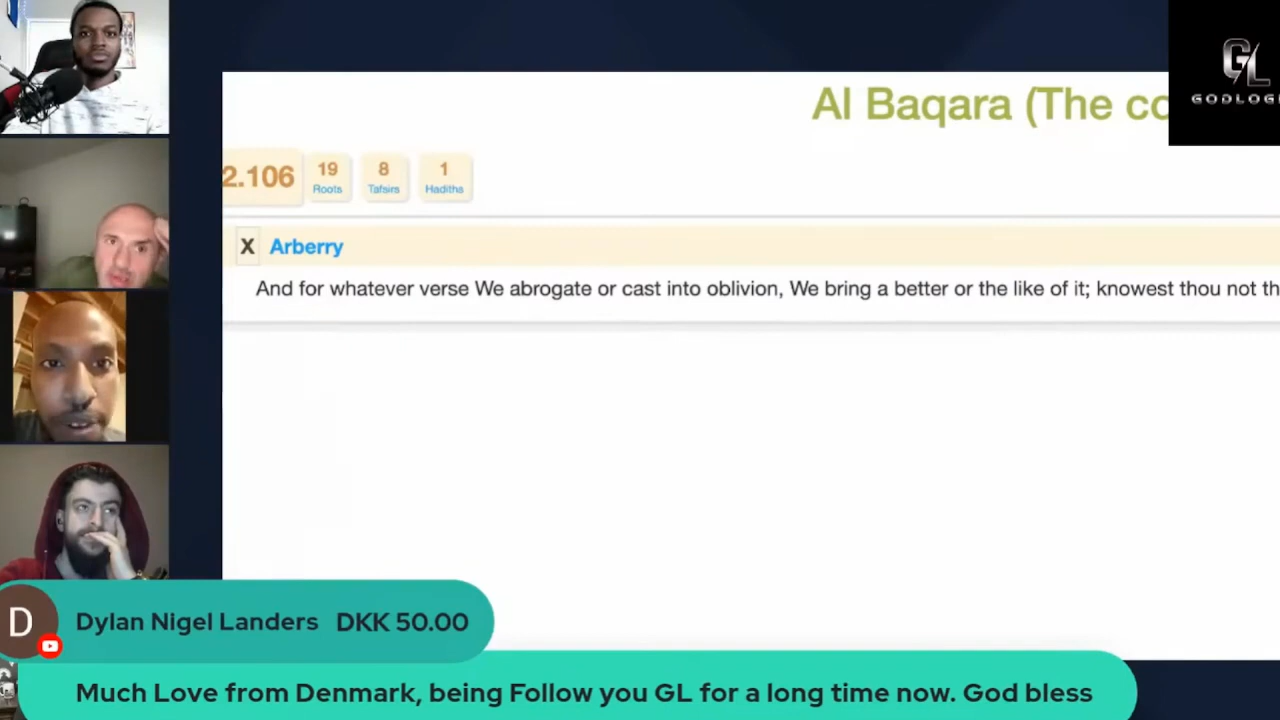 Al Baqara (The co
GL
GODLOGI
2.106
19
Roots
8
Tafsirs
1
Hadiths
X Arberry
And for whatever verse We abrogate or cast into oblivion, We bring a better or the like of it; knowest thou not th
D
Dylan Nigel Landers DKK 50.00
Much Love from Denmark, being Follow you GL for a long time now. God bless